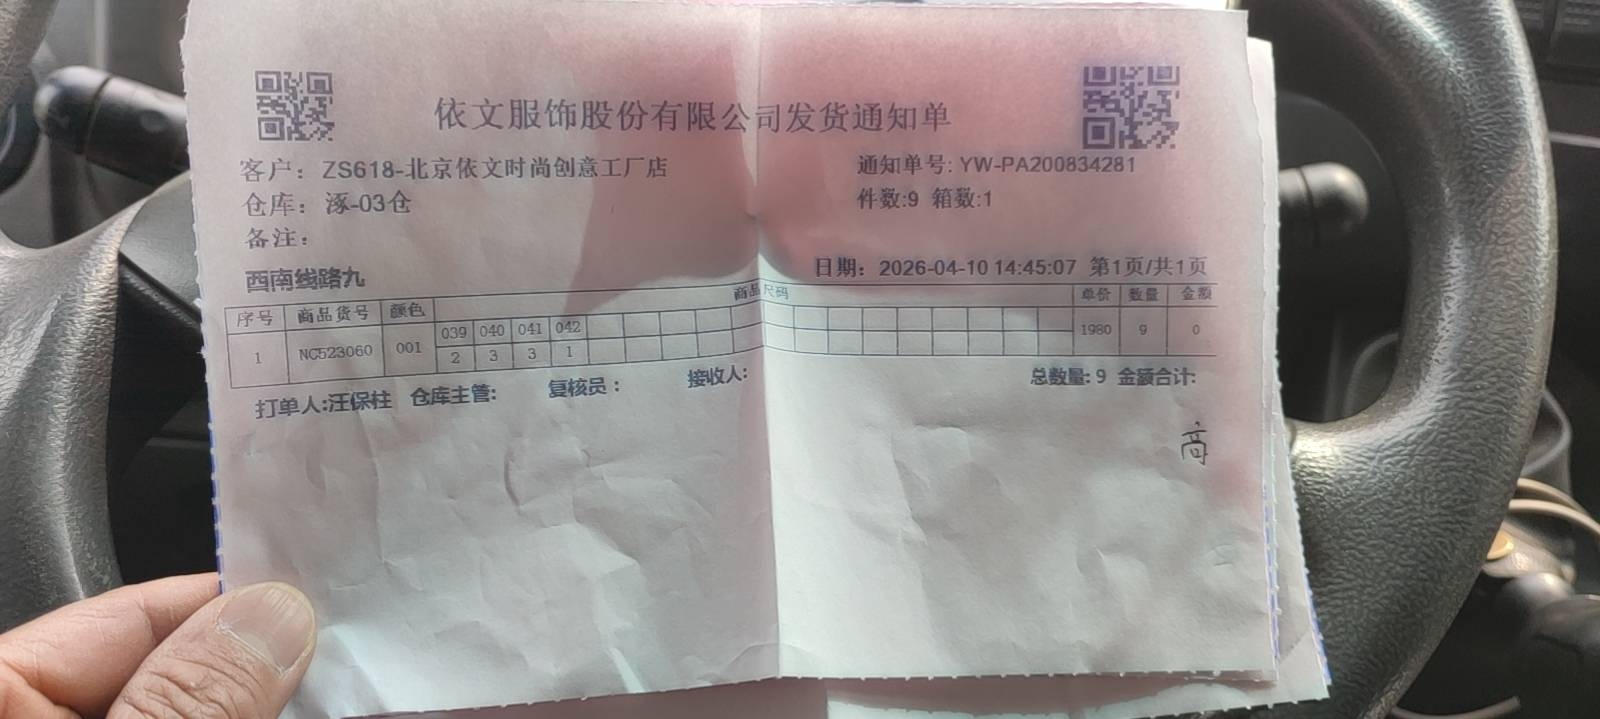 依文服饰股份有限公司发货通知单
客户：ZS618-北京依文时尚创意工厂店 通知单号: YW-PA200834281
仓库：涿-03仓 件数:9 箱数:1
备注：
西南线路九 日期：2026-04-10 14:45:07 第1页/共1页
序号 商品货号 颜色 商品尺码 单价 数量 金额
039 040 041 042
1 NC523060 001 1980 9 0
2 3 3 1
打单人:汪保柱 仓库主管: 复核员： 接收人: 总数量: 9 金额合计:
高